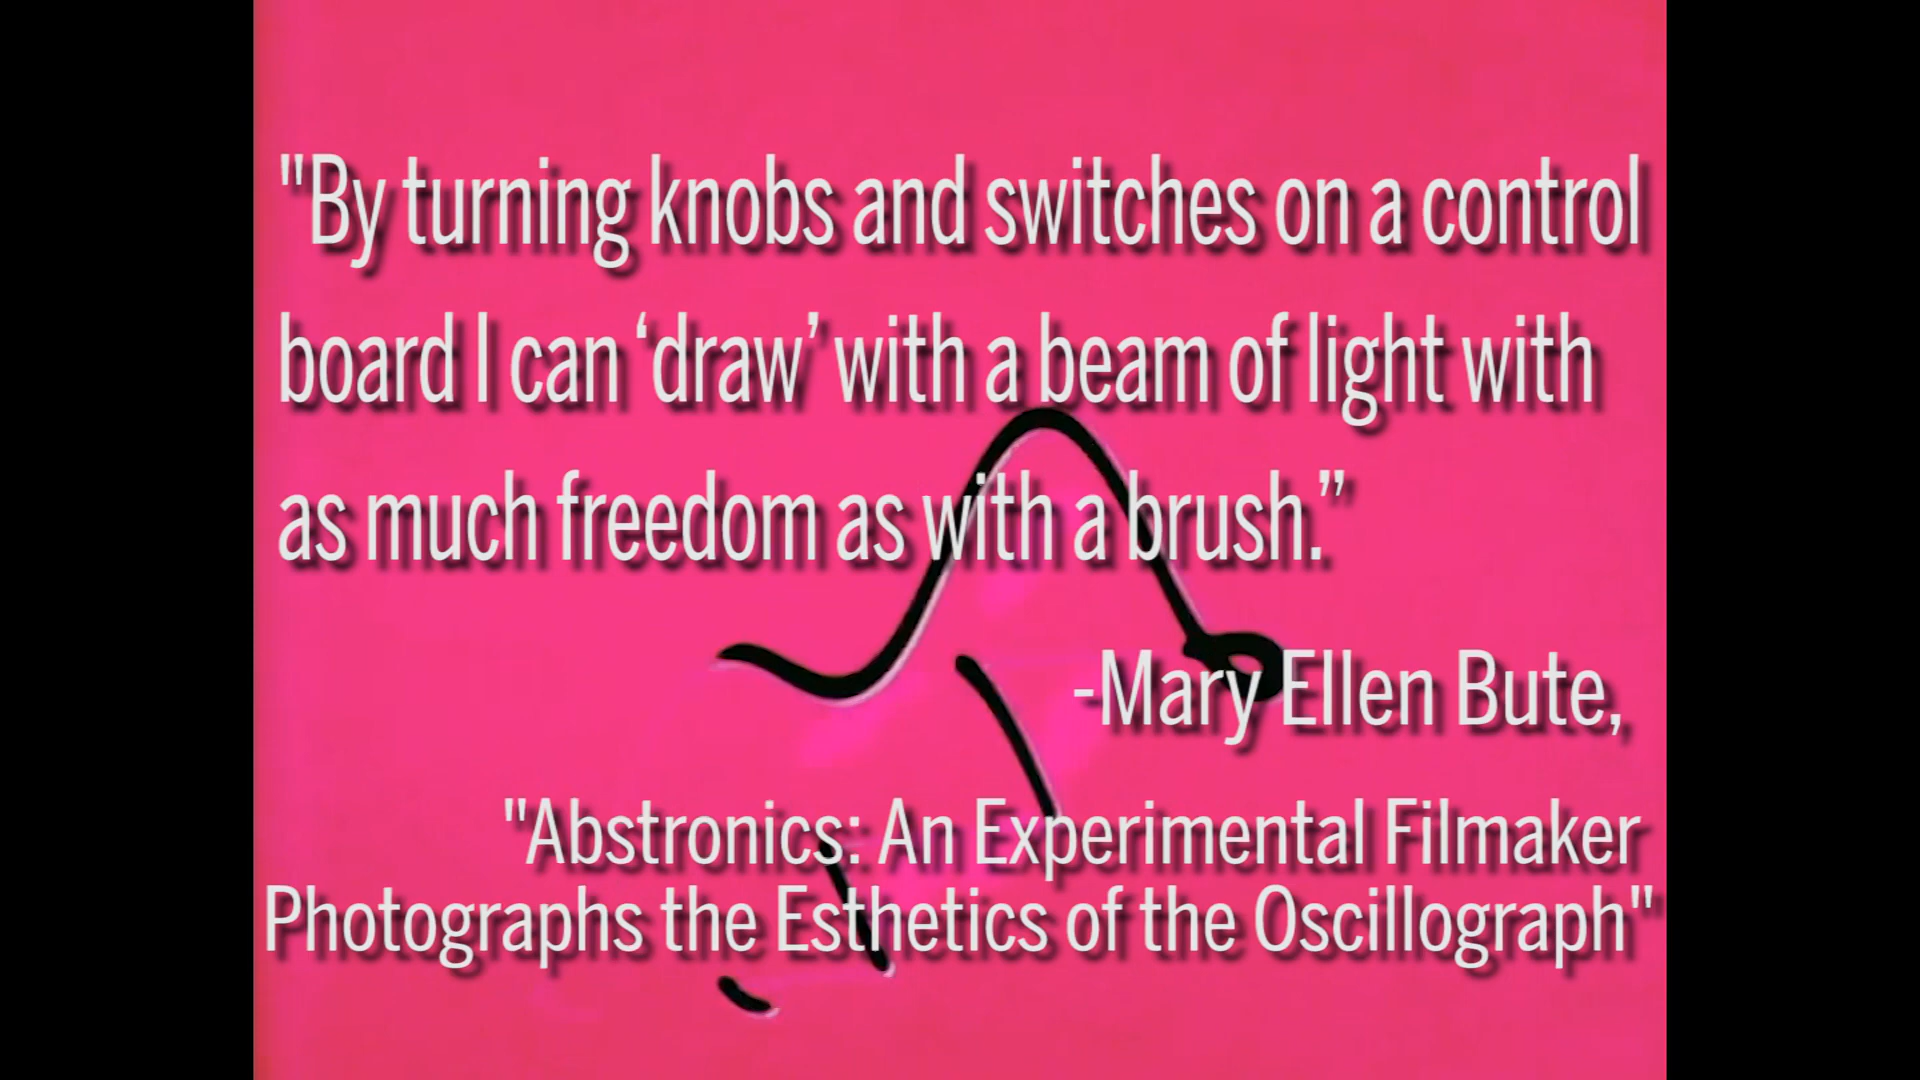 "By turning knobs and switches on a control
board I can ‘draw’ with a beam of light with
as much freedom as with a brush.”
-Mary Ellen Bute,
"Abstronics: An Experimental Filmaker
Photographs the Esthetics of the Oscillograph"